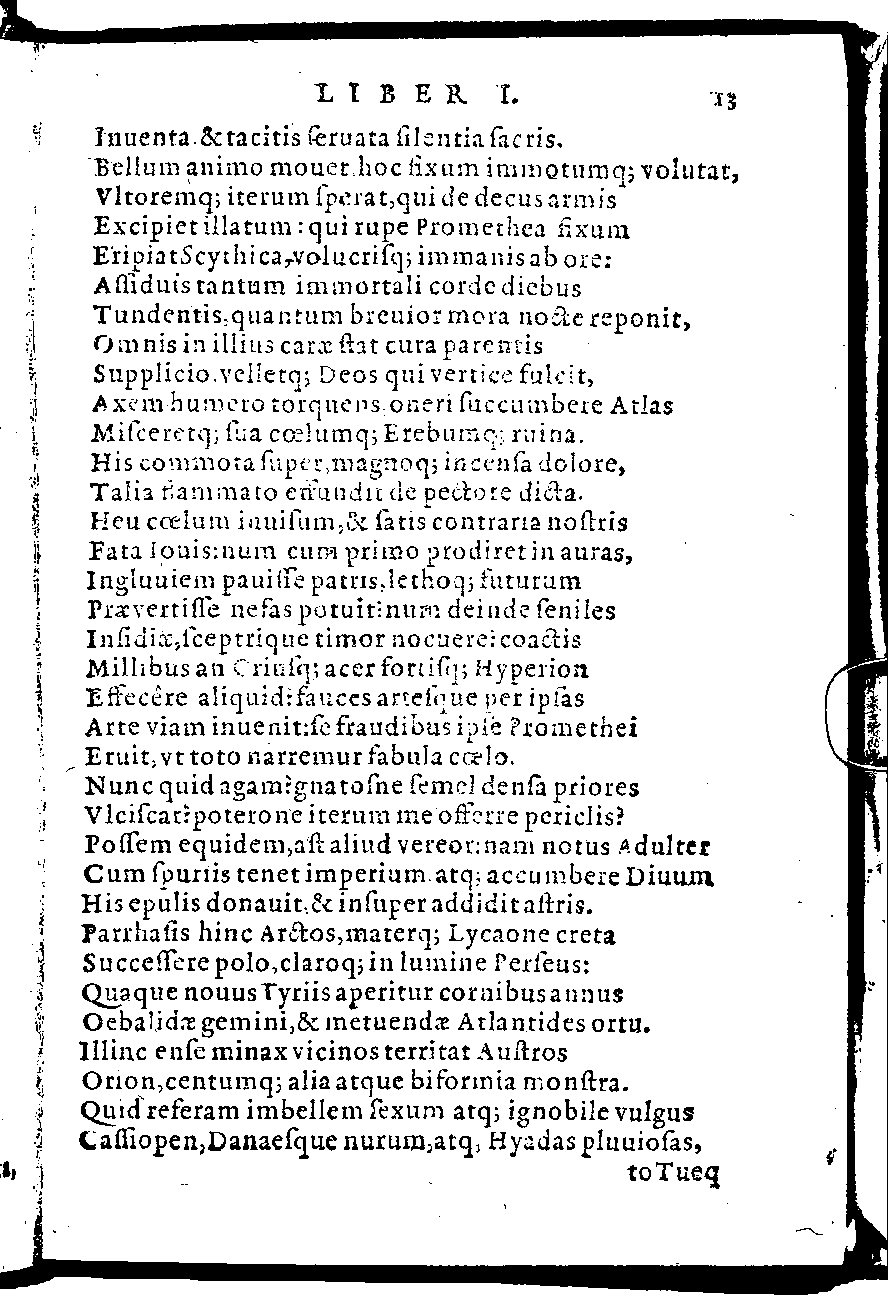 LIBER I. 13
Inuenta.&tacitis ſeruata ſilentia ſacris.
Bellum animo mouet.hoc fixum immotumq; volutat,
Vltoremq; iterum ſperat,qui de decus armis
Excipiet illatum : qui rupe Promethea fixum
Eripiat Scythica,volucriſq; immanis ab ore:
Aſſiduis tantum immortali corde diebus
Tundentis,quantum breuior mora nocte reponit,
Omnis in illius caræ ſtat cura parentis
Supplicio.velletq; Deos qui vertice fulcit,
Axem humero torquens.oneri ſuccumbere Atlas
Miſceretq; ſua cœlumq; Erebumq; ruina.
His commota ſuper,magnoq; incenſa dolore,
Talia flammato effundit de pectore dicta.
Heu cœlum inuiſum,& ſatis contraria noſtris
Fata Iouis:num cum primo prodiret in auras,
Ingluuiem pauiſſe patris,lethoq; futurum
Prævertiſſe nefas potuit?num deinde ſeniles
Inſidiæ,ſceptrique timor nocuere?coactis
Millibus an Criuſq; acer fortiſq; Hyperion
Effecêre aliquid?fauces arteſque per ipſas
Arte viam inuenit:ſe fraudibus ipſe Promethei
Eruit,vt toto narremur fabula cœlo.
Nunc quid agam?gnatoſne ſemel denſa priores
Vlciſcar?poterone iterum me offerre periclis?
Poſſem equidem,aſt aliud vereor:nam notus Adulter
Cum ſpuriis tenet imperium.atq; accumbere Diuum
His epulis donauit,& inſuper addidit aſtris.
Parrhaſis hinc Arctos,materq; Lycaone creta
Succeſſere polo,claroq; in lumine Perſeus:
Quaque nouus Tyriis aperitur cornibus annus
Oebalidæ gemini,& metuendæ Atlantides ortu.
Illinc enſe minax vicinos territat Auſtros
Orion,centumq; alia atque biformia monſtra.
Quid referam imbellem ſexum atq; ignobile vulgus
Caſſiopen,Danaeſque nurum,atq, Hyadas pluuioſas,
toTueq